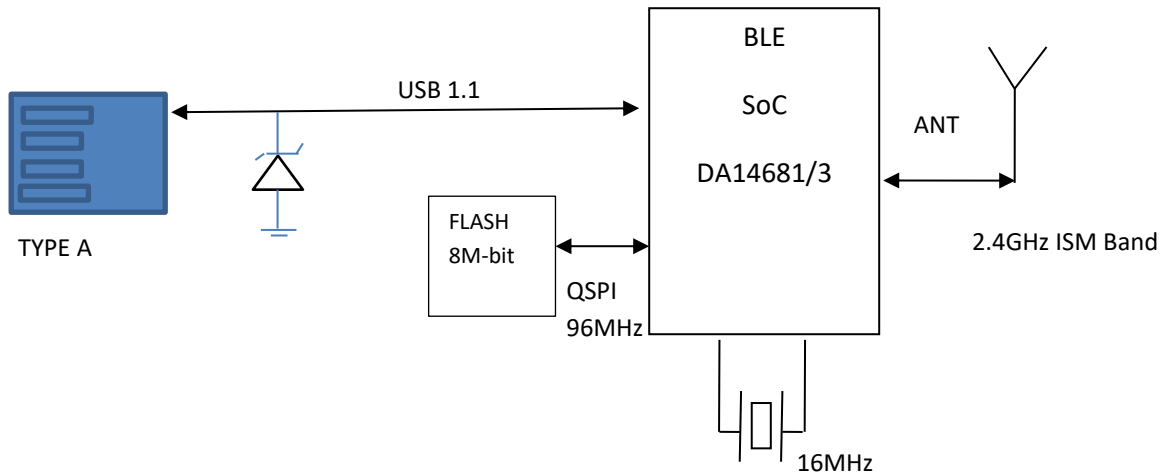 USB 1.1
TYPE A
FLASH
8M-bit
QSPI
96MHz
BLE
SoC
DA14681/3
ANT
2.4GHz ISM Band
16MHz